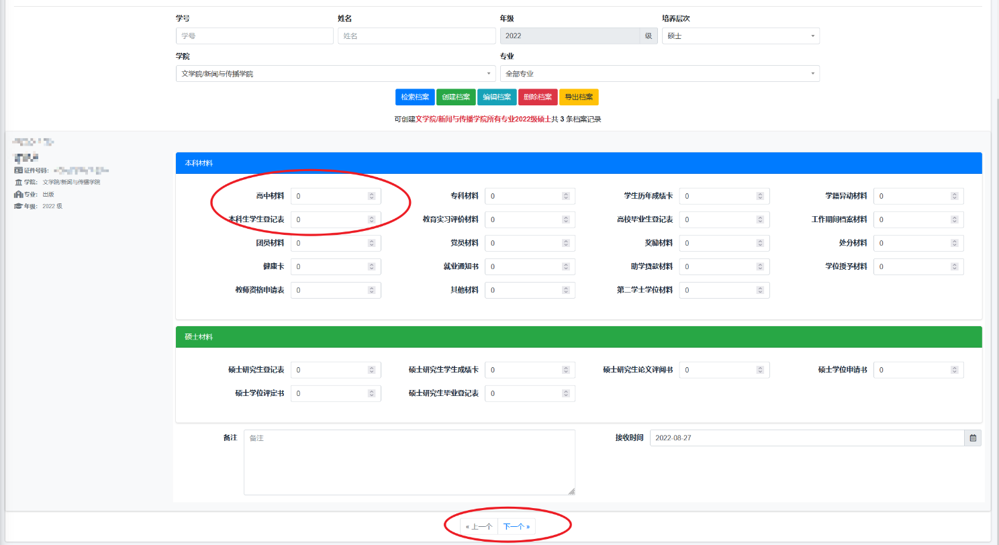 学号 姓名 年级 培养层次
学号 姓名 2022 级 硕士
学院 专业
文学院/新闻与传播学院 全部专业
检索档案 创建档案 编辑档案 删除档案 导出档案
可创建文学院/新闻与传播学院所有专业2022级硕士共 3 条档案记录
证件号码:
学院: 文学院/新闻与传播学院
专业: 出版
年级: 2022 级
本科材料
高中材料 0 专科材料 0 学生历年成绩卡 0 学籍异动材料 0
本科生学生登记表 0 教育实习评价材料 0 高校毕业生登记表 0 工作期间档案材料 0
团员材料 0 党员材料 0 奖励材料 0 处分材料 0
健康卡 0 就业通知书 0 助学贷款材料 0 学位授予材料 0
教师资格申请表 0 其他材料 0 第二学士学位材料 0
硕士材料
硕士研究生登记表 0 硕士研究生学生成绩卡 0 硕士研究生论文评阅书 0 硕士学位申请书 0
硕士学位评定书 0 硕士研究生毕业登记表 0
备注 备注 接收时间 2022-08-27
« 上一个 下一个 »